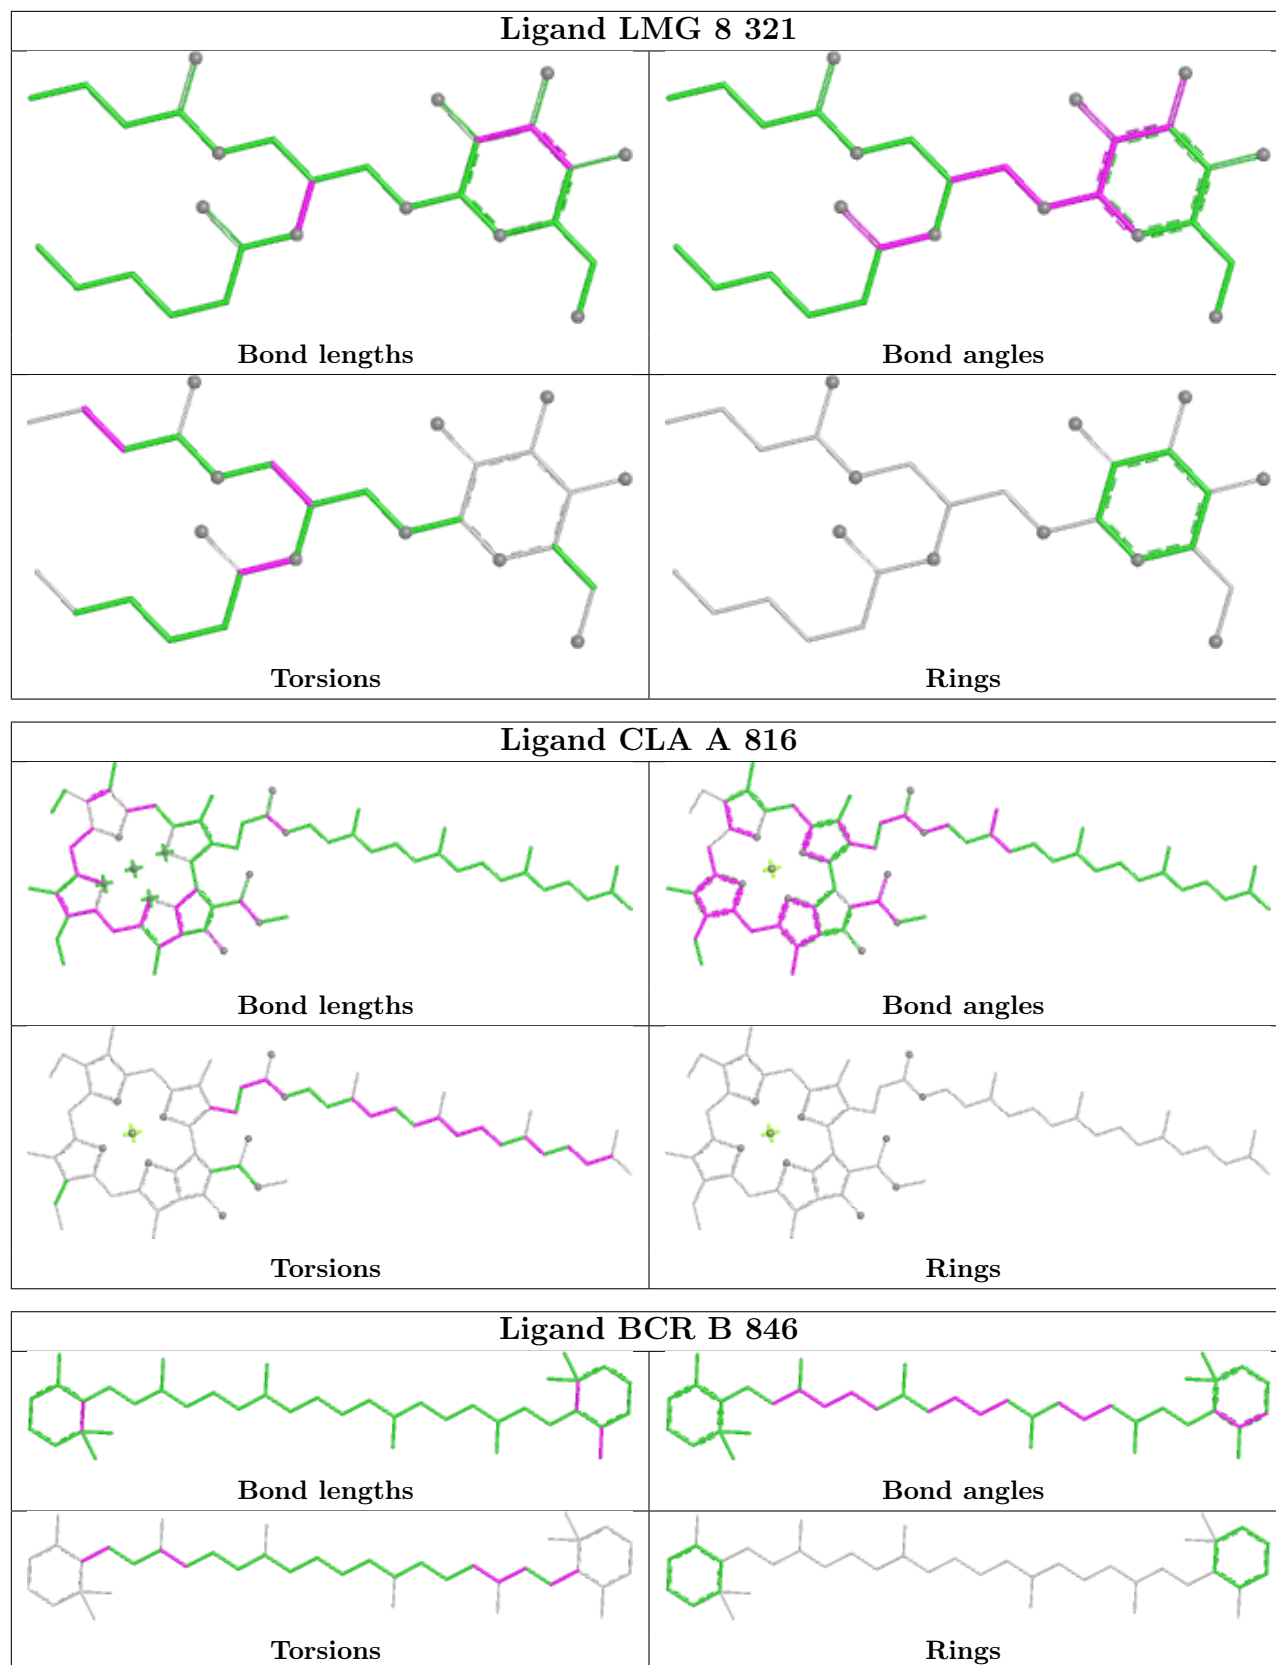 Ligand LMG 8 321
Bond lengths
Bond angles
Torsions
Rings
Ligand CLA A 816
Bond lengths
Bond angles
Torsions
Rings
Ligand BCR B 846
Bond lengths
Bond angles
Torsions
Rings